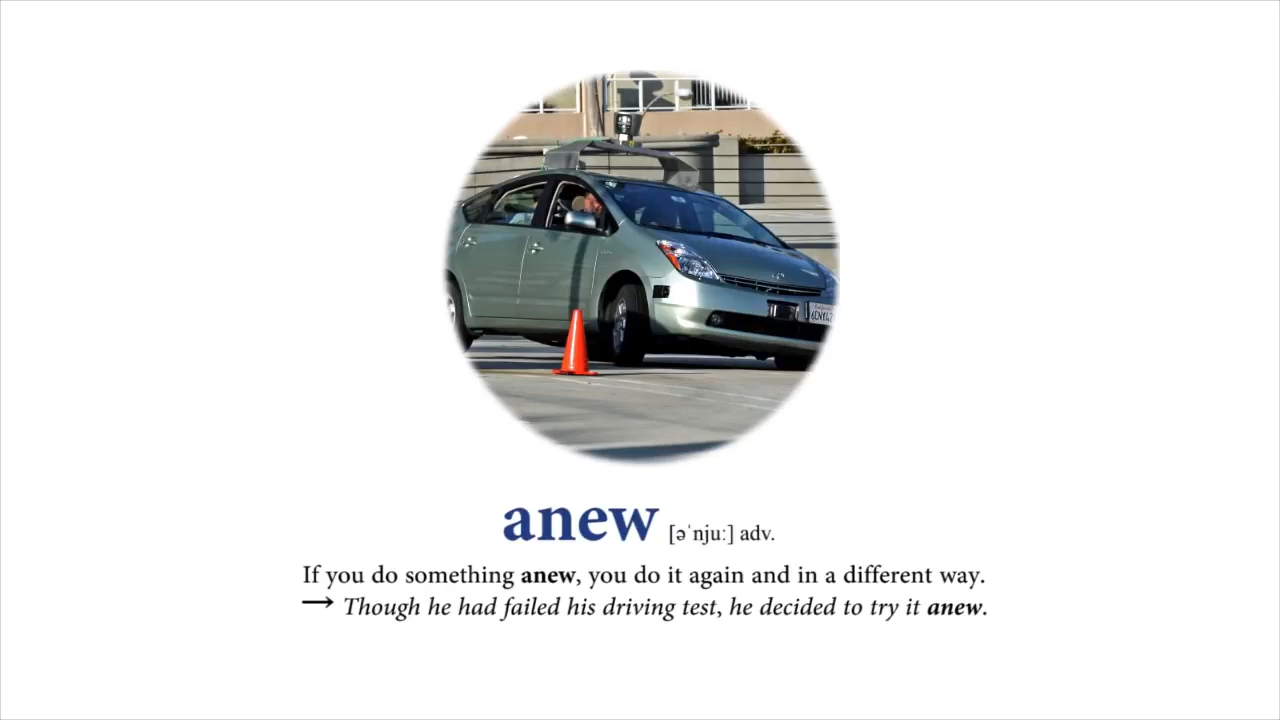 anew [əˈnjuː] adv.
If you do something anew, you do it again and in a different way.
→ Though he had failed his driving test, he decided to try it anew.